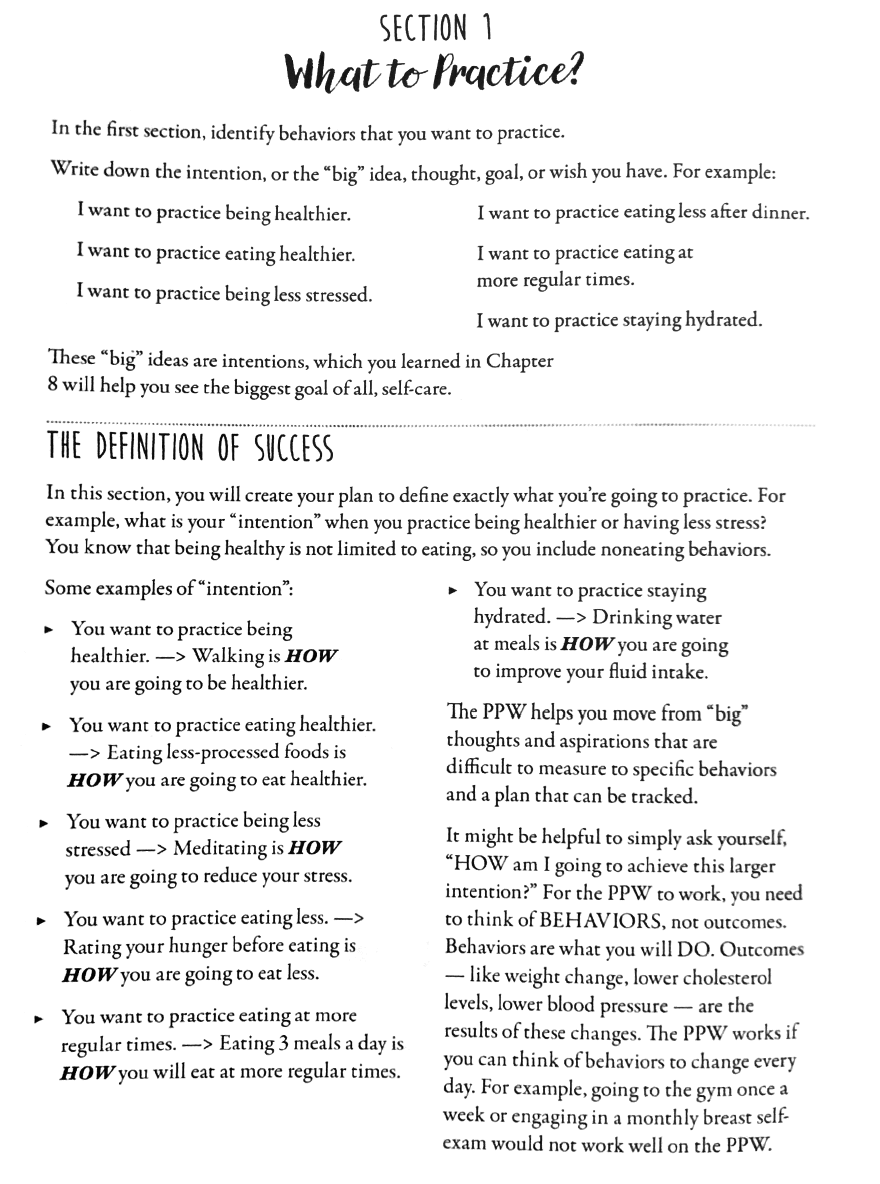 SECTION 1
What to Practice?
In the first section, identify behaviors that you want to practice.
Write down the intention, or the “big” idea, thought, goal, or wish you have. For example:
I want to practice being healthier.
I want to practice eating healthier.
I want to practice being less stressed.
I want to practice eating less after dinner.
I want to practice eating at
more regular times.
I want to practice staying hydrated.
These “big” ideas are intentions, which you learned in Chapter
8 will help you see the biggest goal of all, self-care.
THE DEFINITION OF SUCCESS
In this section, you will create your plan to define exactly what you’re going to practice. For
example, what is your “intention” when you practice being healthier or having less stress?
You know that being healthy is not limited to eating, so you include noneating behaviors.
Some examples of “intention”:
► You want to practice being
healthier. —> Walking is HOW
you are going to be healthier.
► You want to practice eating healthier.
—> Eating less-processed foods is
HOW you are going to eat healthier.
► You want to practice being less
stressed —> Meditating is HOW
you are going to reduce your stress.
► You want to practice eating less. —>
Rating your hunger before eating is
HOW you are going to eat less.
► You want to practice eating at more
regular times. —> Eating 3 meals a day is
HOW you will eat at more regular times.
► You want to practice staying
hydrated. —> Drinking water
at meals is HOW you are going
to improve your fluid intake.
The PPW helps you move from “big”
thoughts and aspirations that are
difficult to measure to specific behaviors
and a plan that can be tracked.
It might be helpful to simply ask yourself,
“HOW am I going to achieve this larger
intention?” For the PPW to work, you need
to think of BEHAVIORS, not outcomes.
Behaviors are what you will DO. Outcomes
— like weight change, lower cholesterol
levels, lower blood pressure — are the
results of these changes. The PPW works if
you can think of behaviors to change every
day. For example, going to the gym once a
week or engaging in a monthly breast self-
exam would not work well on the PPW.